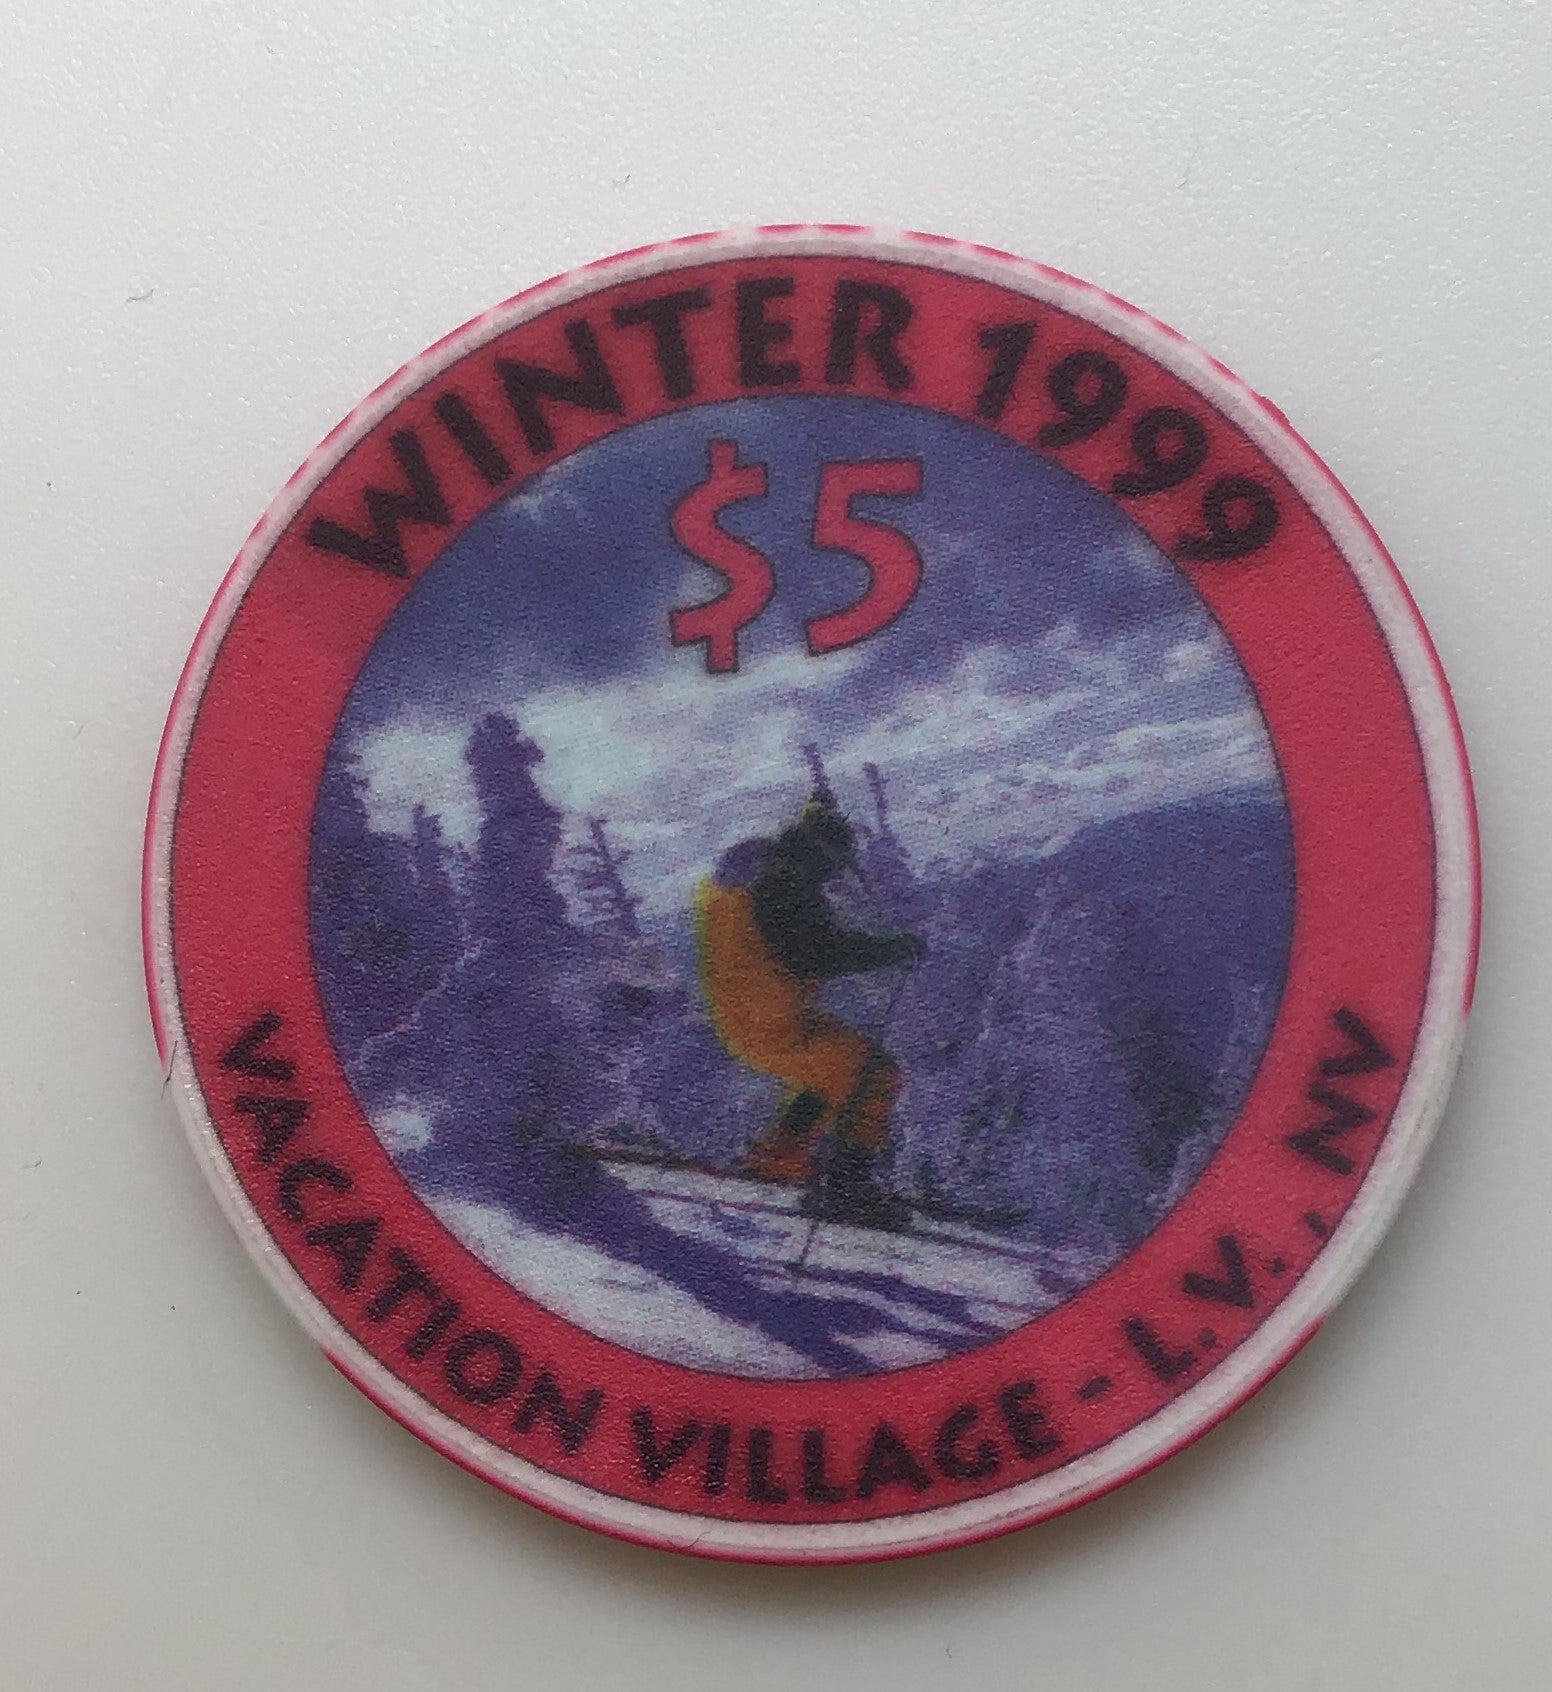 WINTER 1999
$5
VACATION VILLAGE - L.V., NV